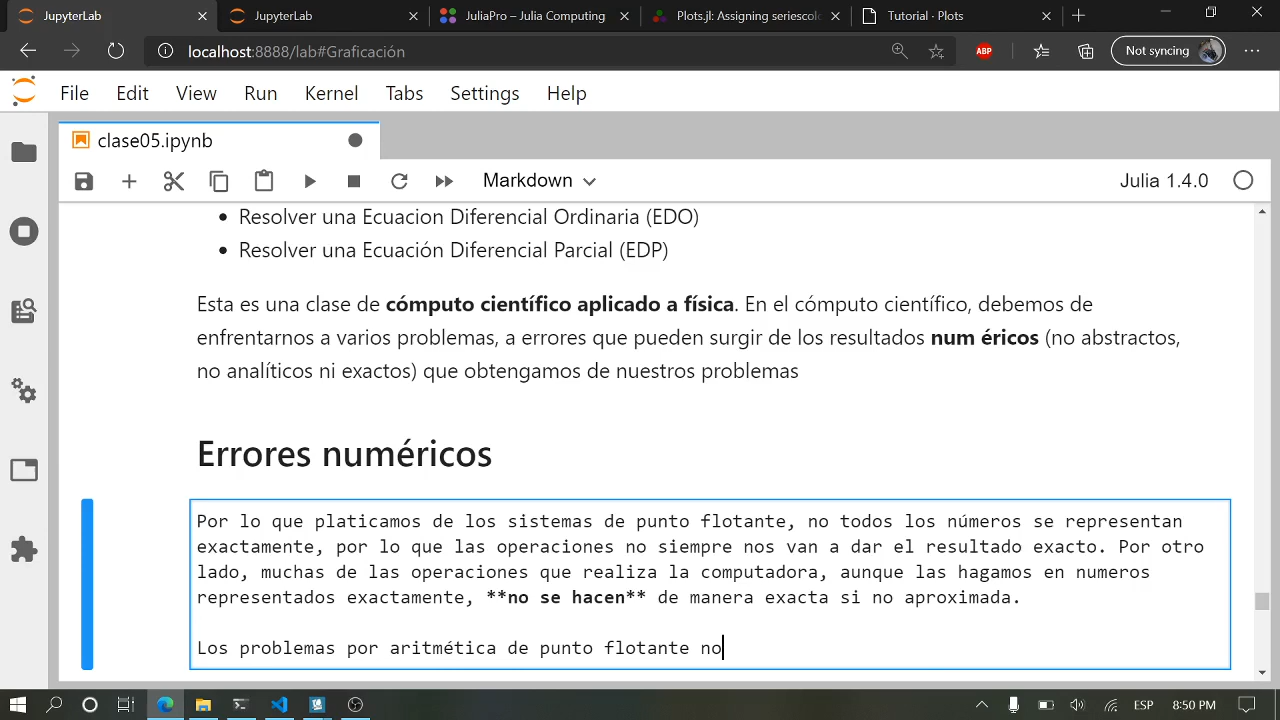 JupyterLab
JupyterLab
JuliaPro – Julia Computing
Plots.jl: Assigning seriescolo
Tutorial · Plots
localhost:8888/lab#Graficación
ABP
Not syncing
File Edit View Run Kernel Tabs Settings Help
clase05.ipynb
Markdown
Julia 1.4.0
• Resolver una Ecuacion Diferencial Ordinaria (EDO)
• Resolver una Ecuación Diferencial Parcial (EDP)
Esta es una clase de cómputo científico aplicado a física. En el cómputo científico, debemos de
enfrentarnos a varios problemas, a errores que pueden surgir de los resultados num éricos (no abstractos,
no analíticos ni exactos) que obtengamos de nuestros problemas
Errores numéricos
Por lo que platicamos de los sistemas de punto flotante, no todos los números se representan
exactamente, por lo que las operaciones no siempre nos van a dar el resultado exacto. Por otro
lado, muchas de las operaciones que realiza la computadora, aunque las hagamos en numeros
representados exactamente, **no se hacen** de manera exacta si no aproximada.
Los problemas por aritmética de punto flotante no
ESP
8:50 PM